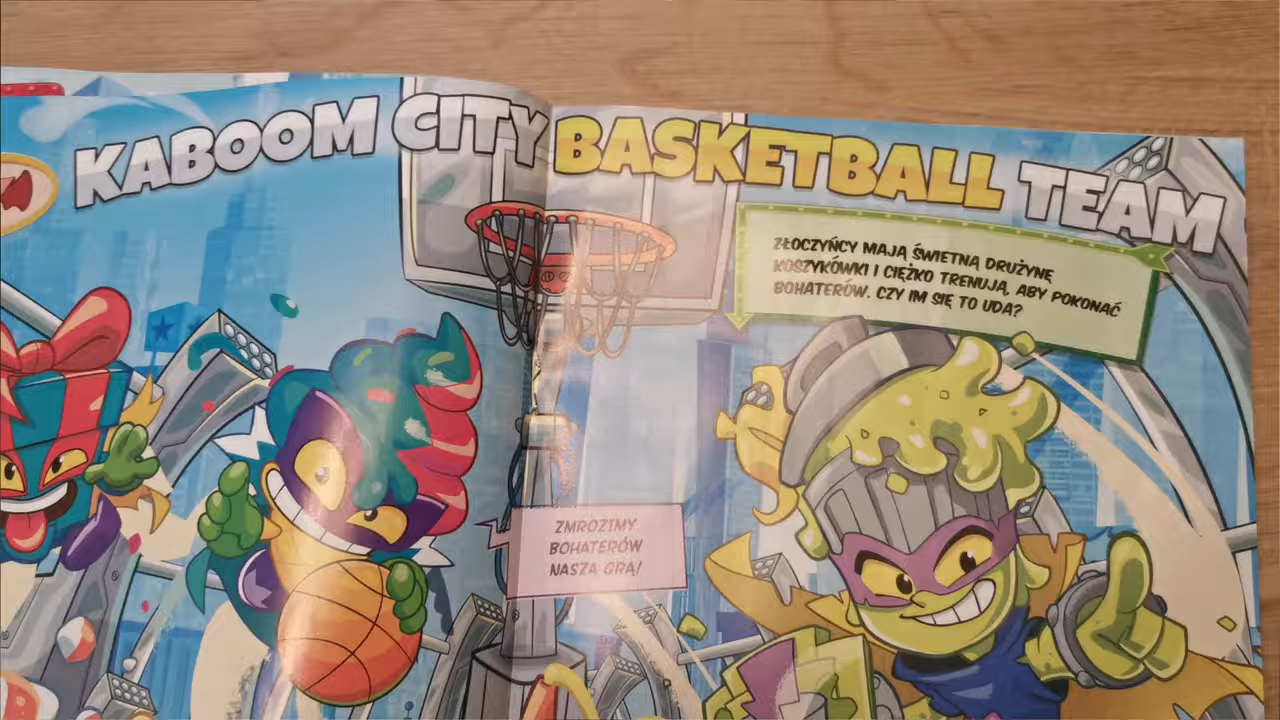 KABOOM CITY BASKETBALL TEAM
ZŁOCZYŃCY MAJĄ ŚWIETNĄ DRUŻYNĘ
KOSZYKÓWKI I CIĘŻKO TRENUJĄ, ABY POKONAĆ
BOHATERÓW. CZY IM SIĘ TO UDA?
ZMROZIMY
BOHATERÓW
NASZĄ GRĄ!